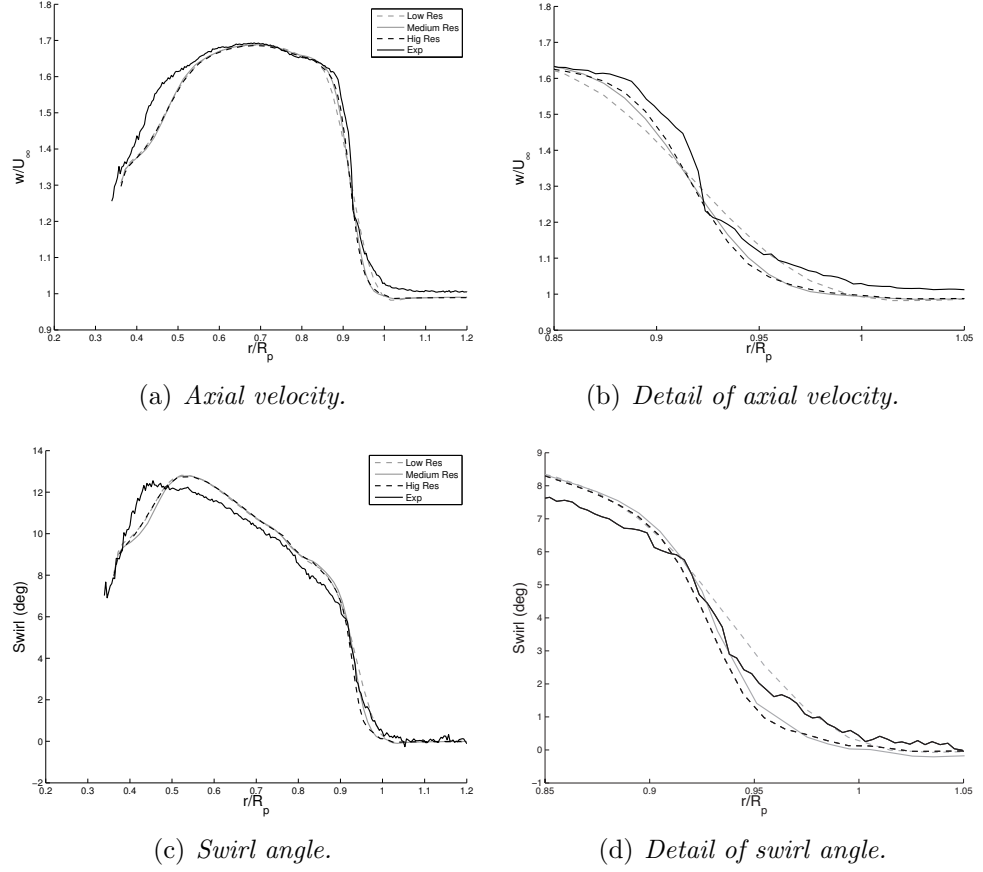 1.8
1.7
1.6
1.5
1.4
1.3
1.2
1.1
1
0.9
w/U∞
0.2 0.3 0.4 0.5 0.6 0.7 0.8 0.9 1 1.1 1.2
r/Rp
Low Res
Medium Res
Hig Res
Exp
(a) Axial velocity.
1.8
1.7
1.6
1.5
1.4
1.3
1.2
1.1
1
0.9
w/U∞
0.85 0.9 0.95 1 1.05
r/Rp
(b) Detail of axial velocity.
14
12
10
8
6
4
2
0
−2
Swirl (deg)
0.2 0.3 0.4 0.5 0.6 0.7 0.8 0.9 1 1.1 1.2
r/Rp
Low Res
Medium Res
Hig Res
Exp
(c) Swirl angle.
9
8
7
6
5
4
3
2
1
0
−1
Swirl (deg)
0.85 0.9 0.95 1 1.05
r/Rp
(d) Detail of swirl angle.